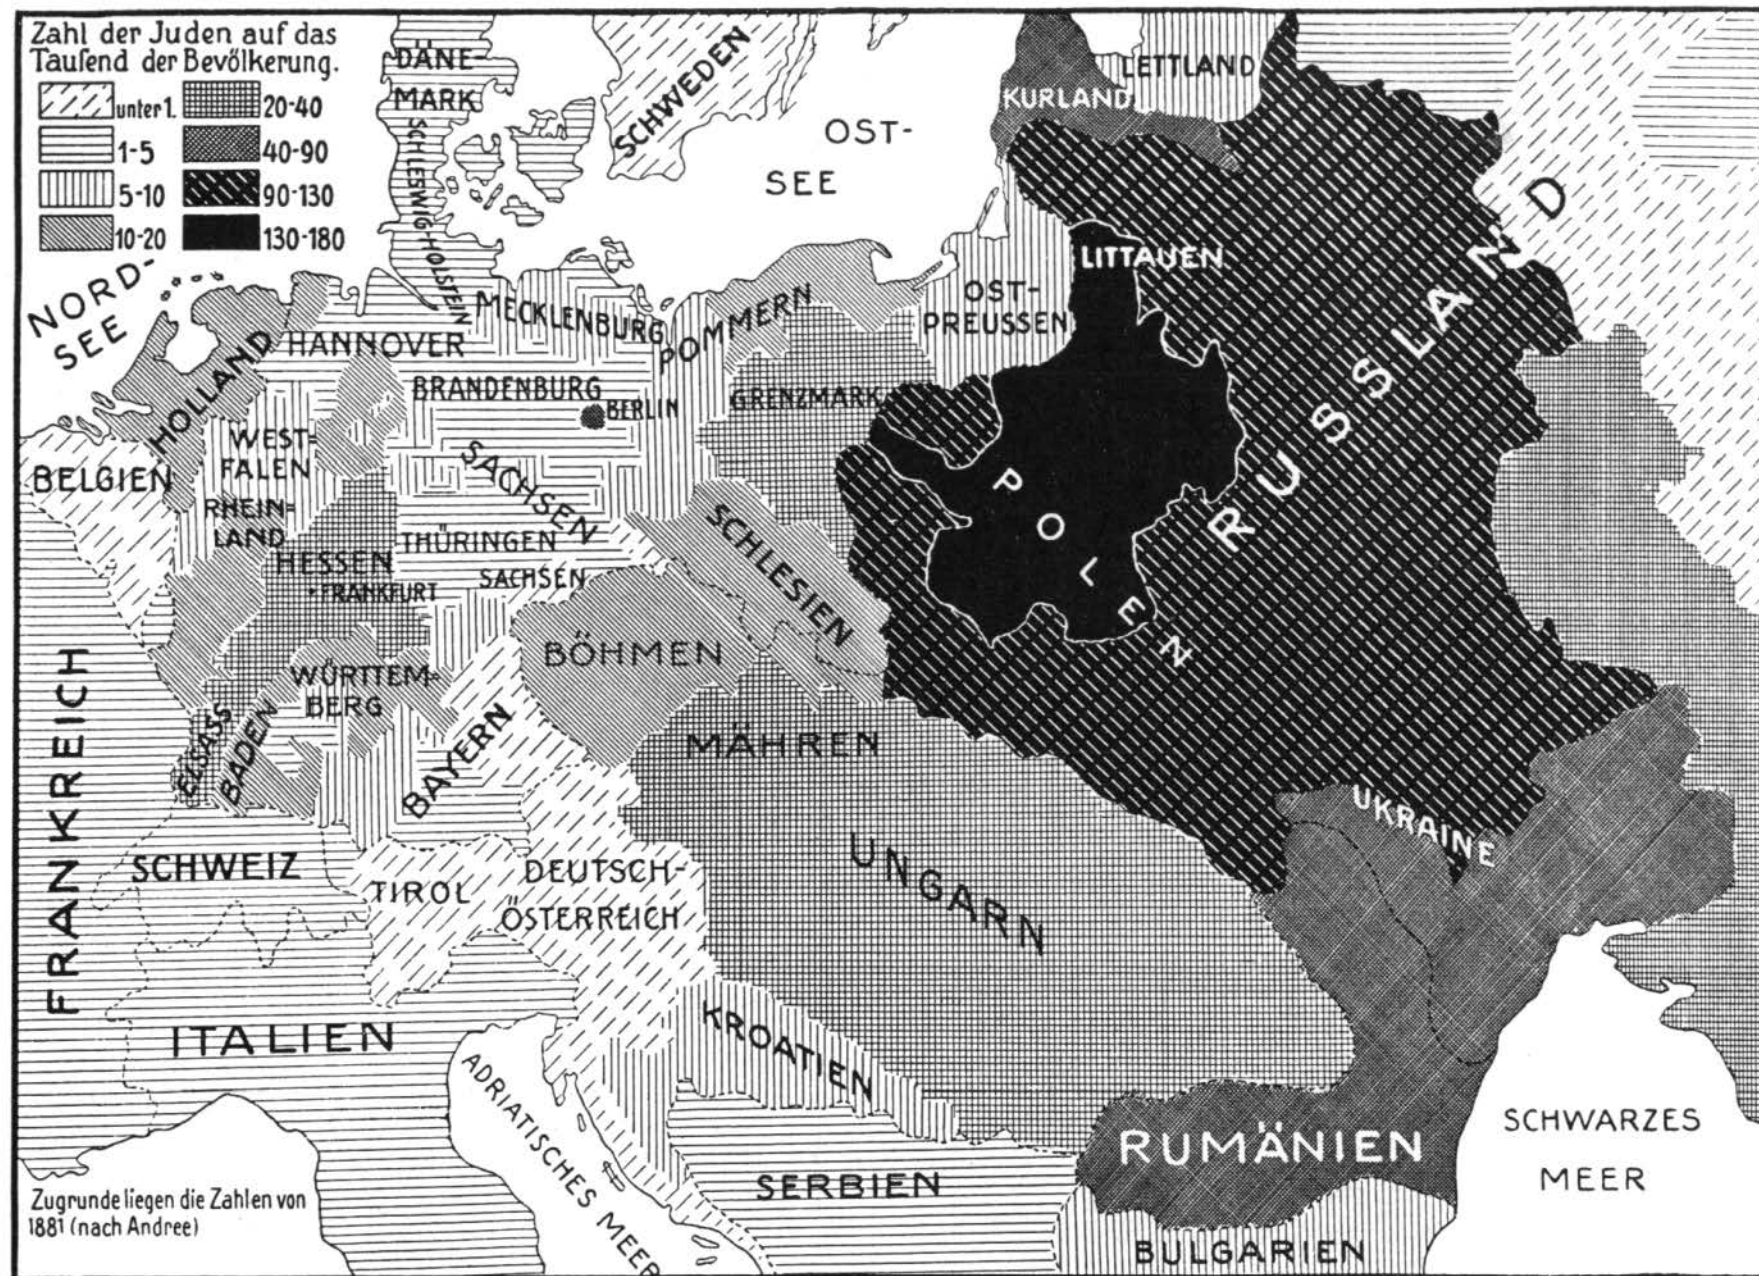 Zahl der Juden auf das
Tausend der Bevölkerung.
unter 1.
1-5
5-10
10-20
20-40
40-90
90-130
130-180
DÄNE-
MARK
SCHLESWIG-HOLSTEIN
SCHWEDEN
OST-
SEE
LETTLAND
KURLAND
NORD-
SEE
LITTAUEN
OST-
PREUSSEN
MECKLENBURG
POMMERN
HANNOVER
HOLLAND
BRANDENBURG
BERLIN
GRENZMARK
RUSSLAND
BELGIEN
WEST-
FALEN
RHEIN-
LAND
SACHSEN
POLEN
HESSEN
FRANKFURT
THÜRINGEN
SACHSEN
SCHLESIEN
BÖHMEN
FRANKREICH
WÜRTTEM-
BERG
ELSASS
BADEN
BAYERN
MÄHREN
UKRAINE
SCHWEIZ
TIROL
DEUTSCH-
ÖSTERREICH
UNGARN
ITALIEN
KROATIEN
ADRIATISCHES MEER
SERBIEN
RUMÄNIEN
SCHWARZES
MEER
BULGARIEN
Zugrunde liegen die Zahlen von
1881 (nach Andree)